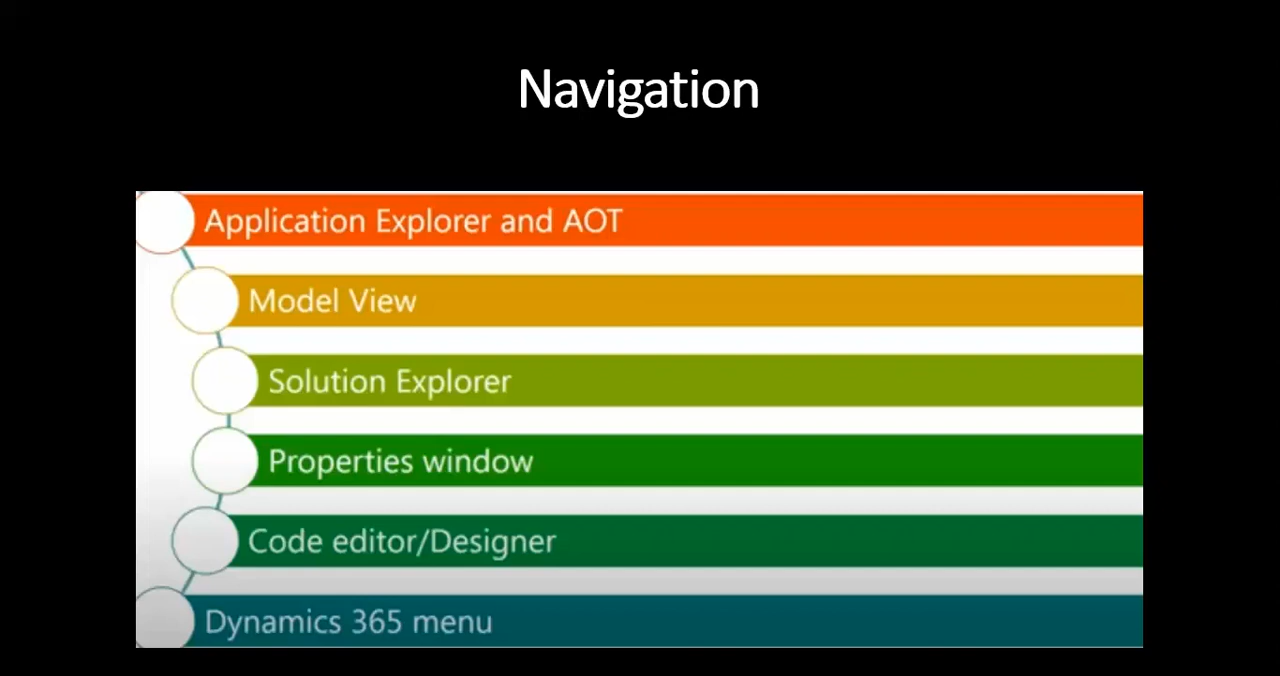 Navigation
Application Explorer and AOT
Model View
Solution Explorer
Properties window
Code editor/Designer
Dynamics 365 menu